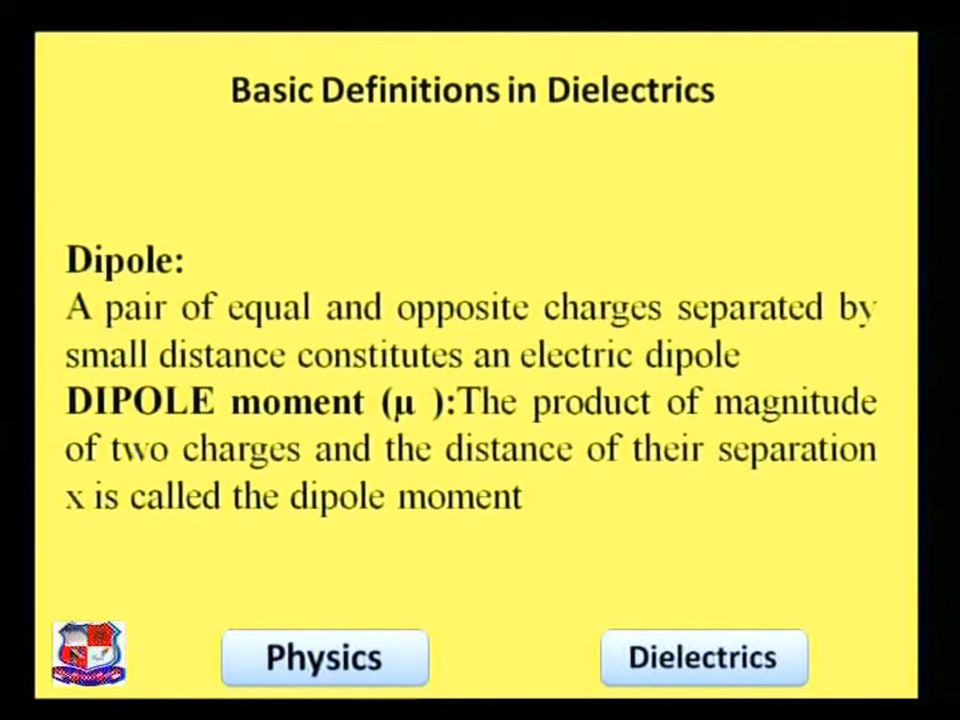 Basic Definitions in Dielectrics
Dipole:
A pair of equal and opposite charges separated by
small distance constitutes an electric dipole
DIPOLE moment (μ ):The product of magnitude
of two charges and the distance of their separation
x is called the dipole moment
Physics
Dielectrics